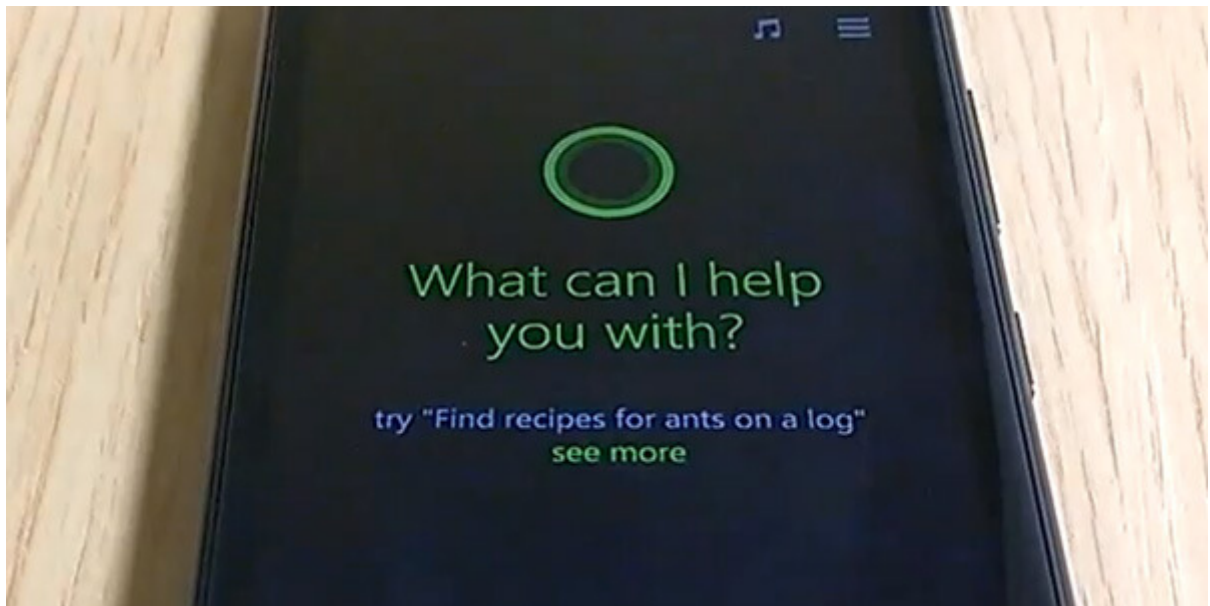 What can I help
you with?
try "Find recipes for ants on a log"
see more